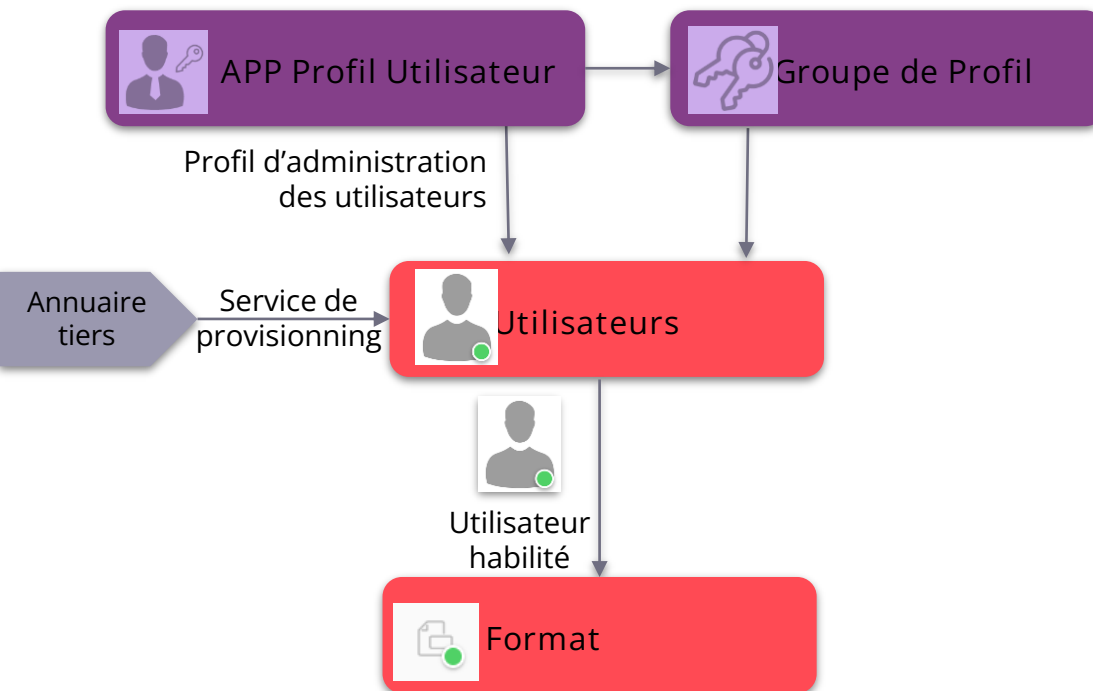 APP Profil Utilisateur
Groupe de Profil
Profil d’administration
des utilisateurs
Annuaire
tiers
Service de
provisionning
Utilisateurs
Utilisateur
habilité
Format